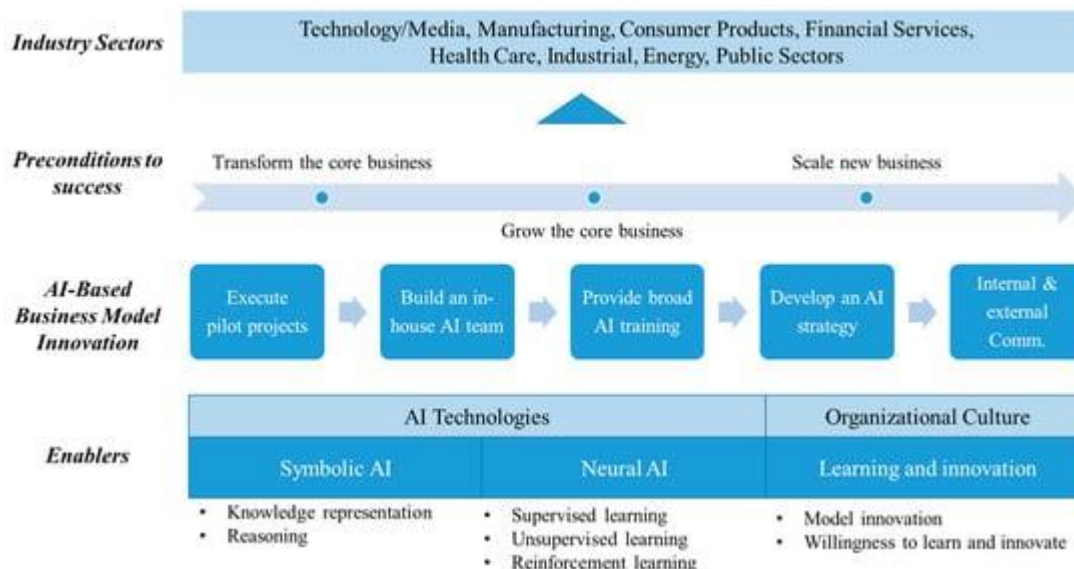 Industry Sectors
Technology/Media, Manufacturing, Consumer Products, Financial Services,
Health Care, Industrial, Energy, Public Sectors
Preconditions to
success
Transform the core business
Scale new business
Grow the core business
AI-Based
Business Model
Innovation
Execute
pilot projects
Build an in-
house AI team
Provide broad
AI training
Develop an AI
strategy
Internal &
external
Comm.
Enablers
AI Technologies
Organizational Culture
Symbolic AI
Neural AI
Learning and innovation
• Knowledge representation
• Reasoning
• Supervised learning
• Unsupervised learning
• Reinforcement learning
• Model innovation
• Willingness to learn and innovate